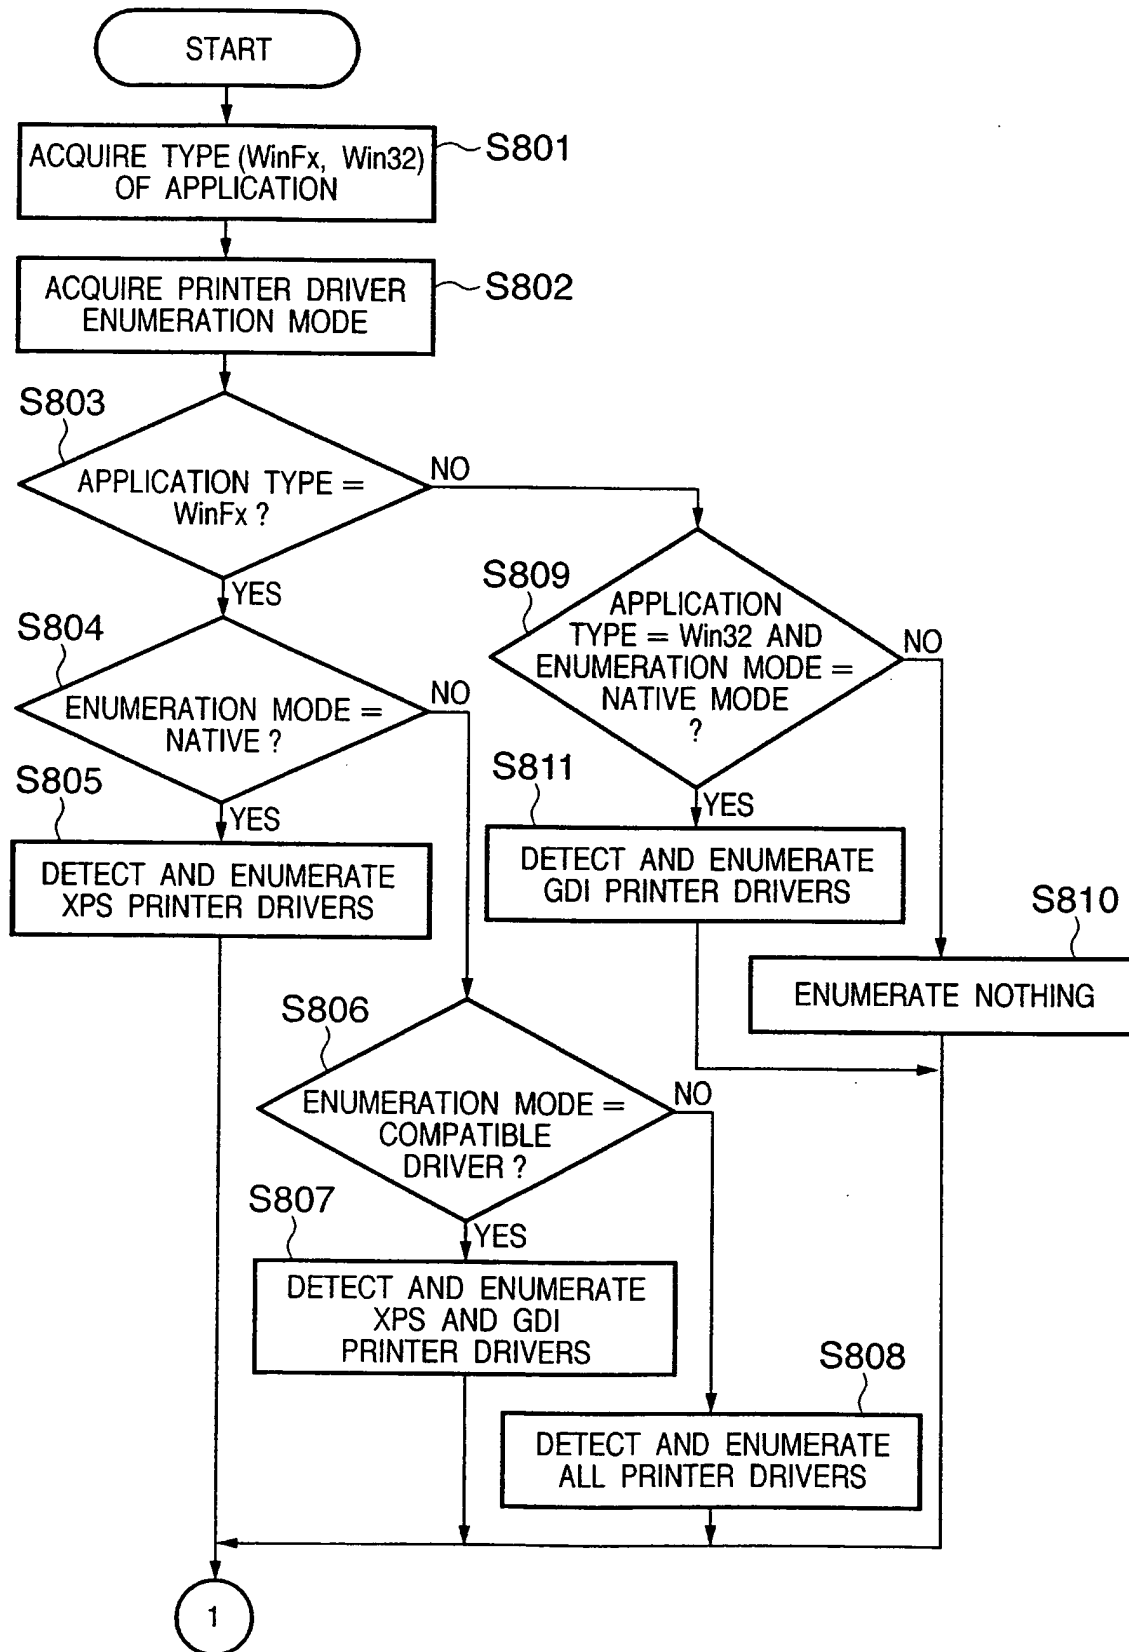 START
ACQUIRE TYPE (WinFx, Win32)
OF APPLICATION
S801
ACQUIRE PRINTER DRIVER
ENUMERATION MODE
S802
S803
APPLICATION TYPE =
WinFx ?
NO
YES
S804
ENUMERATION MODE =
NATIVE ?
NO
YES
S805
DETECT AND ENUMERATE
XPS PRINTER DRIVERS
S809
APPLICATION
TYPE = Win32 AND
ENUMERATION MODE =
NATIVE MODE
?
NO
YES
S811
DETECT AND ENUMERATE
GDI PRINTER DRIVERS
S810
ENUMERATE NOTHING
S806
ENUMERATION MODE =
COMPATIBLE
DRIVER ?
NO
YES
S807
DETECT AND ENUMERATE
XPS AND GDI
PRINTER DRIVERS
S808
DETECT AND ENUMERATE
ALL PRINTER DRIVERS
1